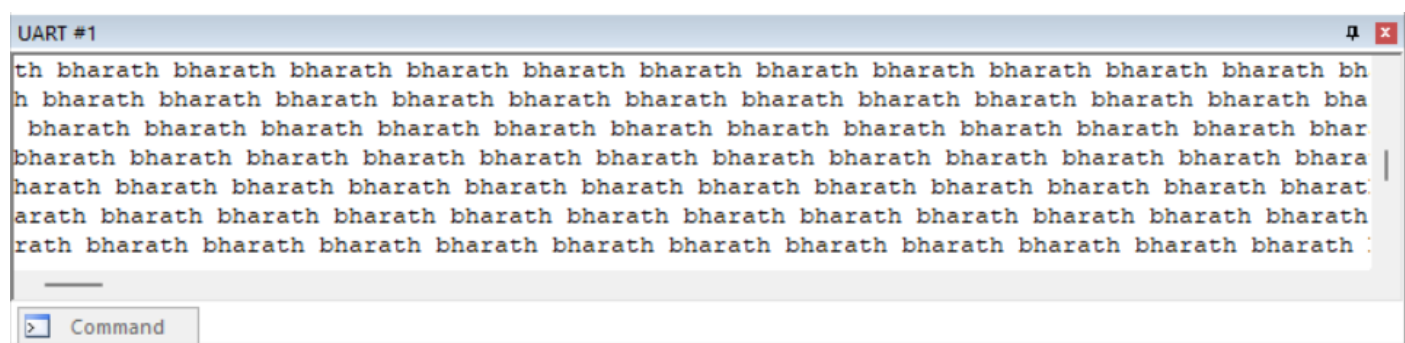 UART #1
th bharath bharath bharath bharath bharath bharath bharath bharath bharath bharath bharath bh
h bharath bharath bharath bharath bharath bharath bharath bharath bharath bharath bharath bha
bharath bharath bharath bharath bharath bharath bharath bharath bharath bharath bharath bhar
bharath bharath bharath bharath bharath bharath bharath bharath bharath bharath bharath bhara
harath bharath bharath bharath bharath bharath bharath bharath bharath bharath bharath bharat
arath bharath bharath bharath bharath bharath bharath bharath bharath bharath bharath bharath
rath bharath bharath bharath bharath bharath bharath bharath bharath bharath bharath bharath
Command